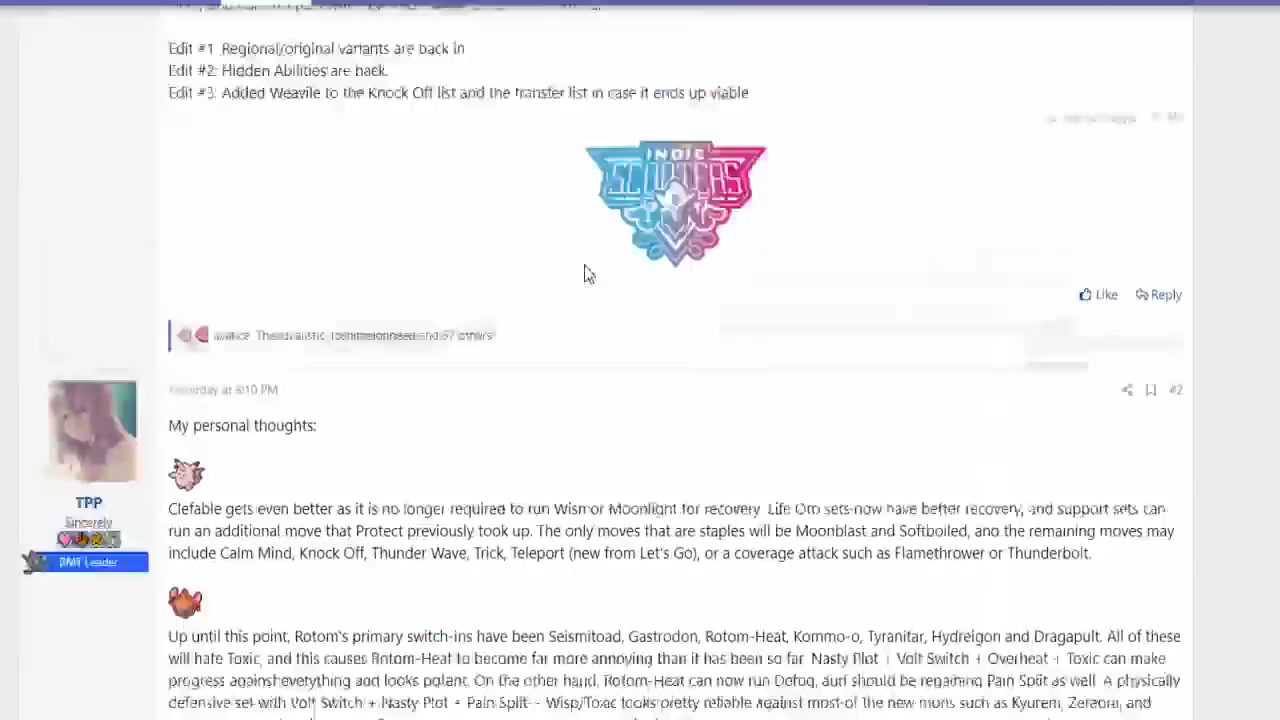 Edit #1 Regional/original variants are back in
Edit #2: Hidden Abilities are back.
Edit #3: Added Weavile to the Knock Off list and the transfer list in case it ends up viable
INDIE
SCOOTERS
Like Reply
and 67 others
Yesterday at 8:10 PM
#2
My personal thoughts:
TPP
Sincerely
Leader
Clefable gets even better as it is no longer required to run Wish or Moonlight for recovery. Life Orb sets now have better recovery, and support sets can
run an additional move that Protect previously took up. The only moves that are staples will be Moonblast and Softboiled, and the remaining moves may
include Calm Mind, Knock Off, Thunder Wave, Trick, Teleport (new from Let's Go), or a coverage attack such as Flamethrower or Thunderbolt.
Up until this point, Rotom's primary switch-ins have been Seismitoad, Gastrodon, Rotom-Heat, Kommo-o, Tyranitar, Hydreigon and Dragapult. All of these
will hate Toxic, and this causes Rotom-Heat to become far more annoying than it has been so far. Nasty Plot + Volt Switch + Overheat + Toxic can make
progress against everything and looks potent. On the other hand, Rotom-Heat can now run Defog, and should be regaining Pain Split as well. A physically
defensive set with Volt Switch + Nasty Plot + Pain Split + Wisp/Toxic looks pretty reliable against most of the new mons such as Kyurem, Zeraora, and